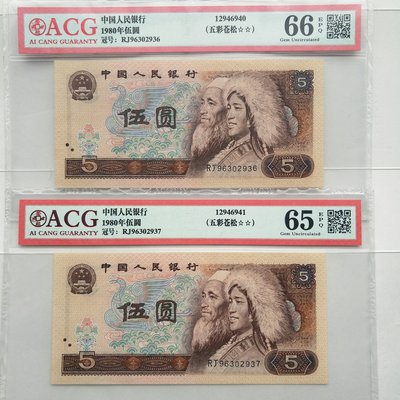 ACG
AI CANG GUARANTY
中国人民银行
1980年伍圆
冠号: RJ96302936
12946940
(五彩苍松☆☆)
66 EPQ
Gem Uncirculated
中国人民银行
5
伍圆
RJ96302936
5
5
ACG
AI CANG GUARANTY
中国人民银行
1980年伍圆
冠号: RJ96302937
12946941
(五彩苍松☆☆)
65 EPQ
Gem Uncirculated
中国人民银行
5
伍圆
RJ96302937
5
5